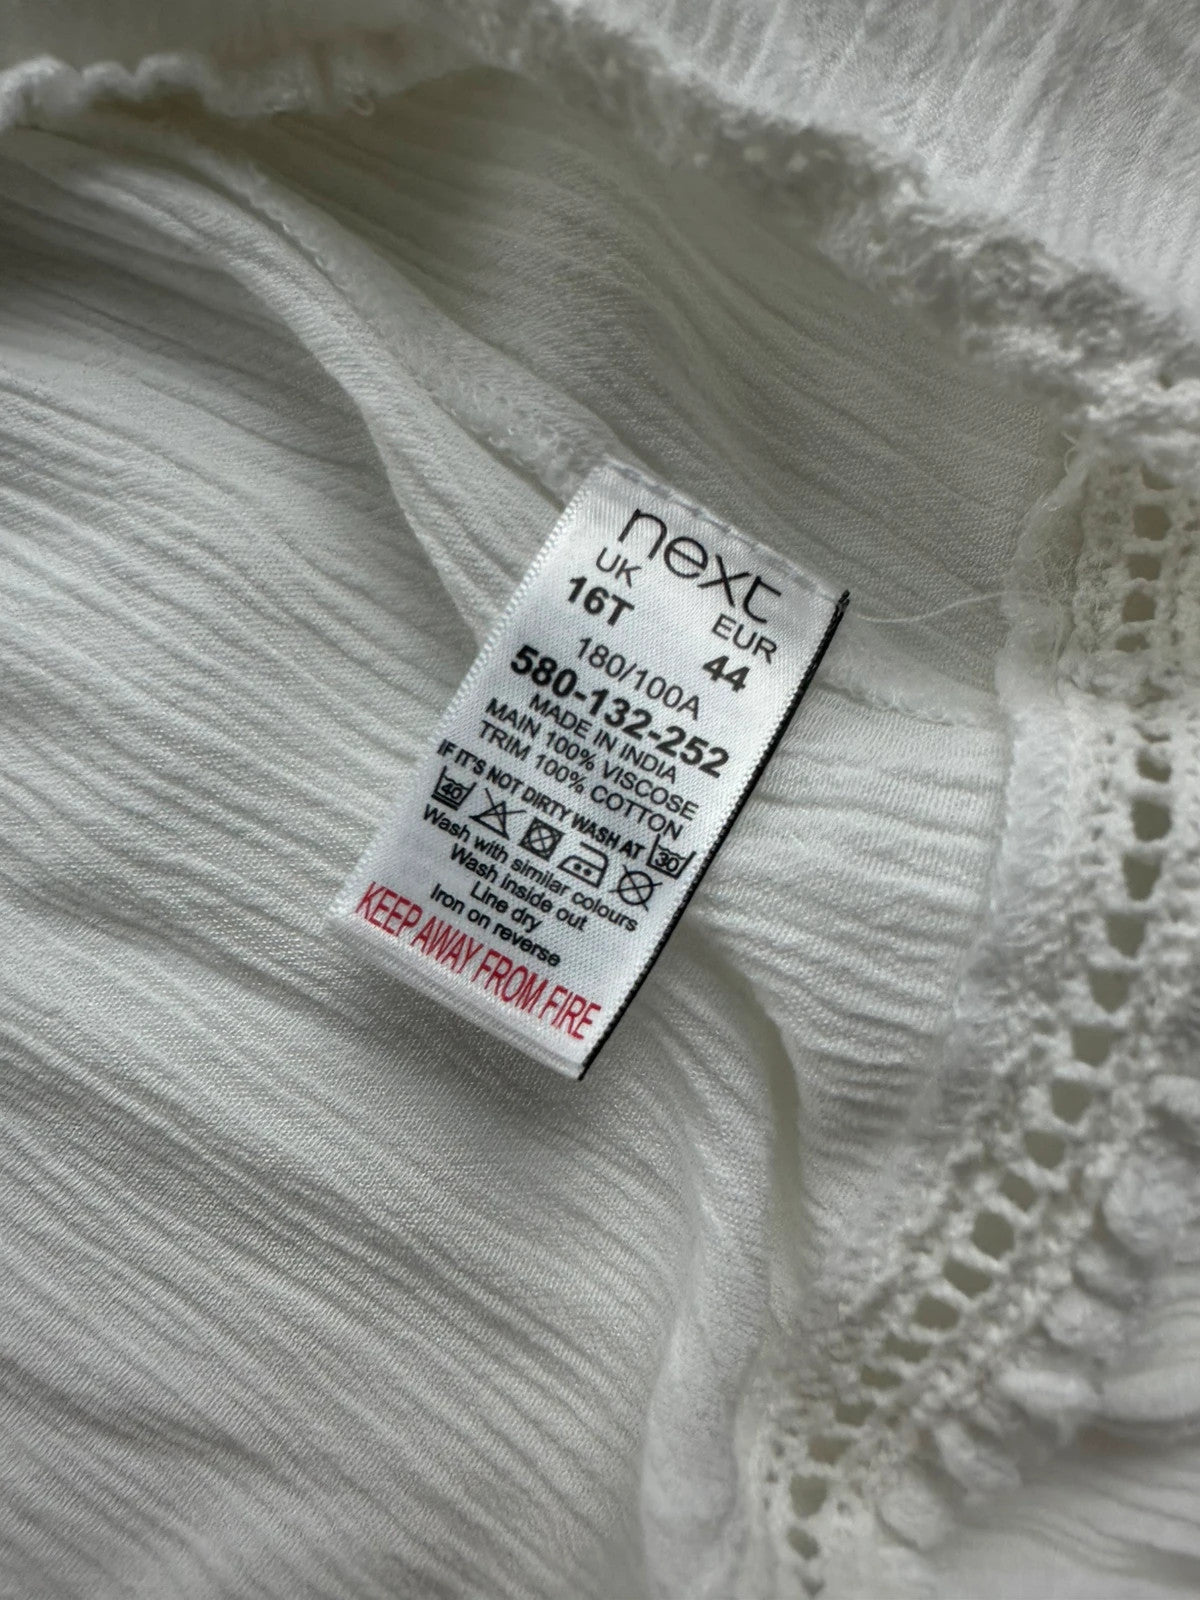 next
UK EUR
16T 44
180/100A
580-132-252
MADE IN INDIA
MAIN 100% VISCOSE
TRIM 100% COTTON
IF IT'S NOT DIRTY WASH AT 30
40
Wash with similar colours
Wash inside out
Line dry
Iron on reverse
KEEP AWAY FROM FIRE